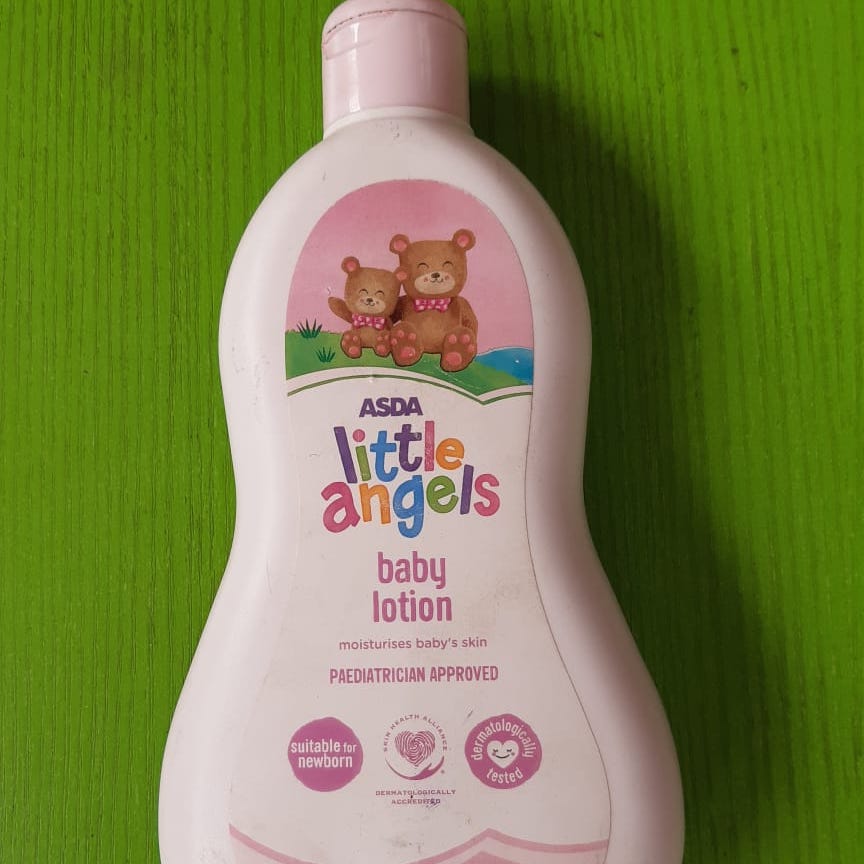 ASDA
little
angels
baby
lotion
moisturises baby's skin
PAEDIATRICIAN APPROVED
suitable for
newborn
SKIN HEALTH ALLIANCE
DERMATOLOGICALLY
ACCREDITED
dermatologically
tested